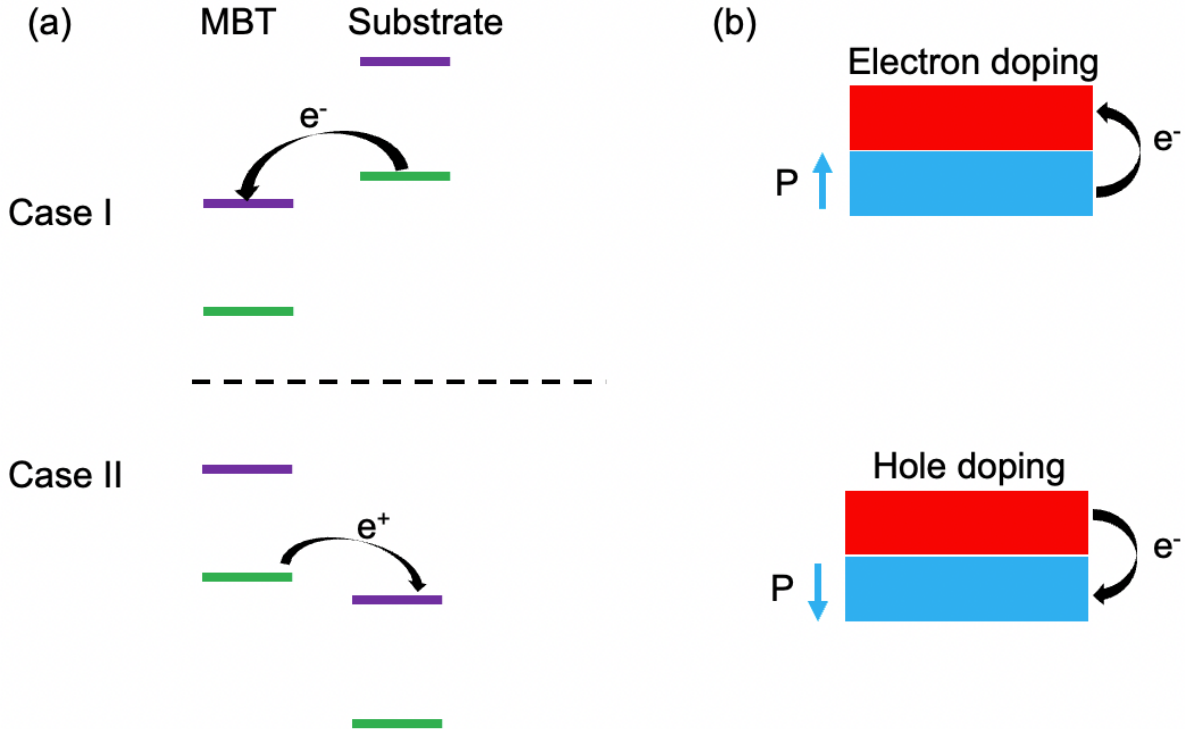 (a) MBT Substrate
e-
Case I
Case II
e+
(b)
Electron doping
P
e-
Hole doping
P
e-